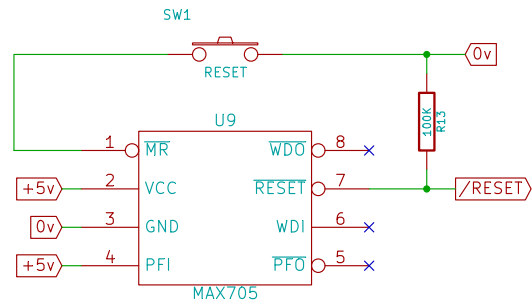 SW1
RESET
0v
100K
R13
U9
1 MR WDO 8
+5v 2 VCC RESET 7 /RESET
0v 3 GND WDI 6
+5v 4 PFI PFO 5
MAX705